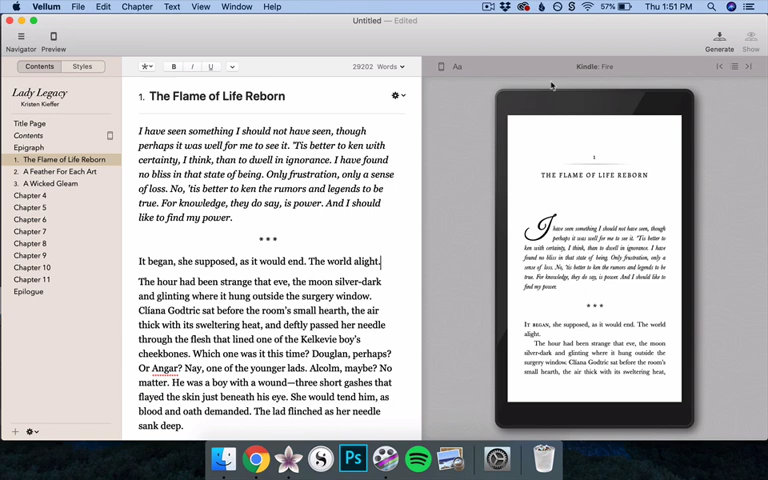 Vellum File Edit Chapter Text View Window Help
57% Thu 1:51 PM
Untitled — Edited
Navigator Preview
Generate Show
Contents Styles
B I U
29202 Words
Aa
Kindle: Fire
Lady Legacy
Kristen Kieffer
Title Page
Contents
Epigraph
1. The Flame of Life Reborn
2. A Feather For Each Art
3. A Wicked Gleam
Chapter 4
Chapter 5
Chapter 6
Chapter 7
Chapter 8
Chapter 9
Chapter 10
Chapter 11
Epilogue
1. The Flame of Life Reborn
I have seen something I should not have seen, though
perhaps it was well for me to see it. 'Tis better to ken with
certainty, I think, than to dwell in ignorance. I have found
no bliss in that state of being. Only frustration, only a sense
of loss. No, 'tis better to ken the rumors and legends to be
true. For knowledge, they do say, is power. And I should
like to find my power.
***
It began, she supposed, as it would end. The world alight.
The hour had been strange that eve, the moon silver-dark
and glinting where it hung outside the surgery window.
Clíana Godtric sat before the room's small hearth, the air
thick with its sweltering heat, and deftly passed her needle
through the flesh that lined one of the Kelkevie boy's
cheekbones. Which one was it this time? Douglan, perhaps?
Or Angar? Nay, one of the younger lads. Alcolm, maybe? No
matter. He was a boy with a wound—three short gashes that
flayed the skin just beneath his eye. She would tend him, as
blood and oath demanded. The lad flinched as her needle
sank deep.
1
THE FLAME OF LIFE REBORN
I have seen something I should not have seen, though
perhaps it was well for me to see it. 'Tis better to
ken with certainty, I think, than to dwell in ignorance. I have
found no bliss in that state of being. Only frustration, only a
sense of loss. No, 'tis better to ken the rumors and legends to
be true. For knowledge, they do say, is power. And I should
like to find my power.
***
IT BEGAN, she supposed, as it would end. The world
alight.
The hour had been strange that eve, the moon
silver-dark and glinting where it hung outside the
surgery window. Clíana Godtric sat before the room's
small hearth, the air thick with its sweltering heat,
Ps